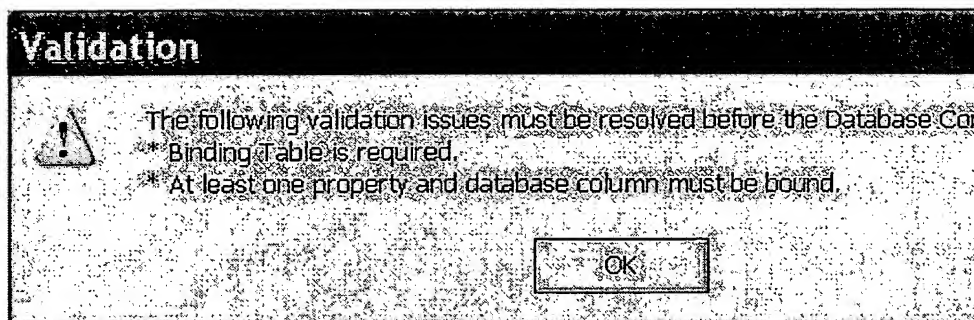 Validation
The following validation issues must be resolved before the Database
* Binding Table is required.
* At least one property and database column must be bound.
OK